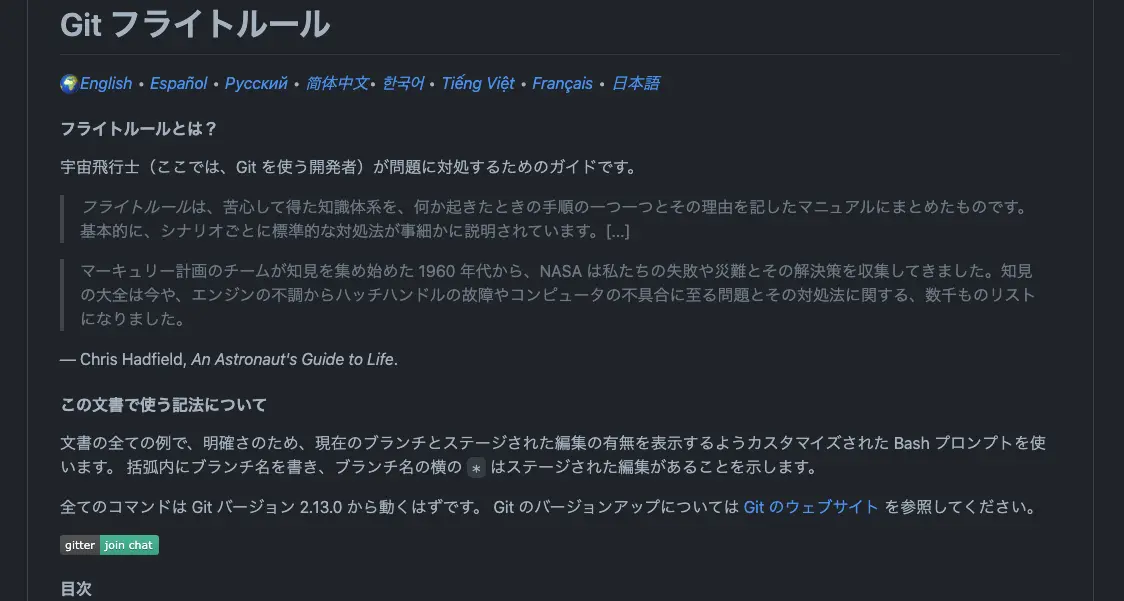 Git フライトルール
English • Español • Русский • 简体中文• 한국어 • Tiếng Việt • Français • 日本語
フライトルールとは？
宇宙飛行士（ここでは、Git を使う開発者）が問題に対処するためのガイドです。
フライトルールは、苦心して得た知識体系を、何か起きたときの手順の一つ一つとその理由を記したマニュアルにまとめたものです。
基本的に、シナリオごとに標準的な対処法が事細かに説明されています。[...]
マーキュリー計画のチームが知見を集め始めた 1960 年代から、NASA は私たちの失敗や災難とその解決策を収集してきました。知見
の大全は今や、エンジンの不調からハッチハンドルの故障やコンピュータの不具合に至る問題とその対処法に関する、数千ものリスト
になりました。
— Chris Hadfield, An Astronaut's Guide to Life.
この文書で使う記法について
文書の全ての例で、明確さのため、現在のブランチとステージされた編集の有無を表示するようカスタマイズされた Bash プロンプトを使
います。 括弧内にブランチ名を書き、ブランチ名の横の * はステージされた編集があることを示します。
全てのコマンドは Git バージョン 2.13.0 から動くはずです。 Git のバージョンアップについては Git のウェブサイト を参照してください。
gitter join chat
目次